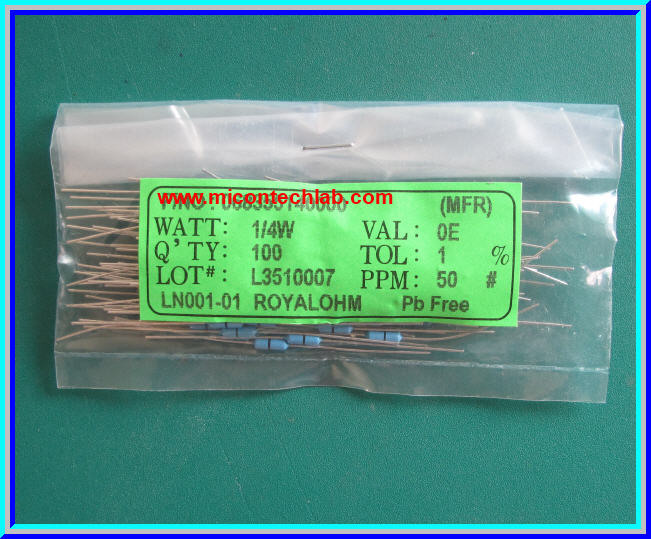 www.micontechlab.com
(MFR)
WATT: 1/4W VAL: 0E
Q'TY: 100 TOL: 1 %
LOT#: L3510007 PPM: 50 #
LN001-01 ROYALOHM Pb Free